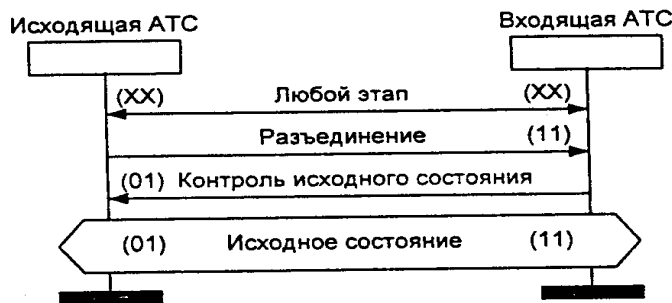 Исходящая АТС Входящая АТС
(XX) Любой этап (XX)
Разъединение (11)
(01) Контроль исходного состояния
(01) Исходное состояние (11)